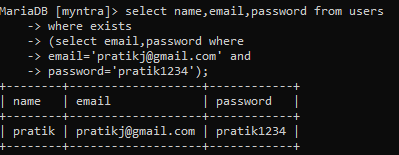 MariaDB [myntra]> select name,email,password from users
    -> where exists
    -> (select email,password where
    -> email='pratikj@gmail.com' and
    -> password='pratik1234');
+--------+-------------------+------------+
| name   | email             | password   |
+--------+-------------------+------------+
| pratik | pratikj@gmail.com | pratik1234 |
+--------+-------------------+------------+